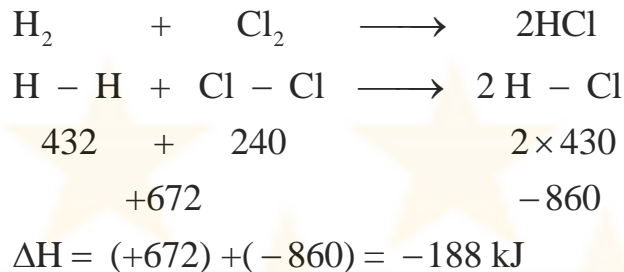 H₂ + Cl₂ ⟶ 2HCl
H − H + Cl − Cl ⟶ 2 H − Cl
432 + 240 2 × 430
+672 −860
ΔH = (+672) +(−860) = −188 kJ